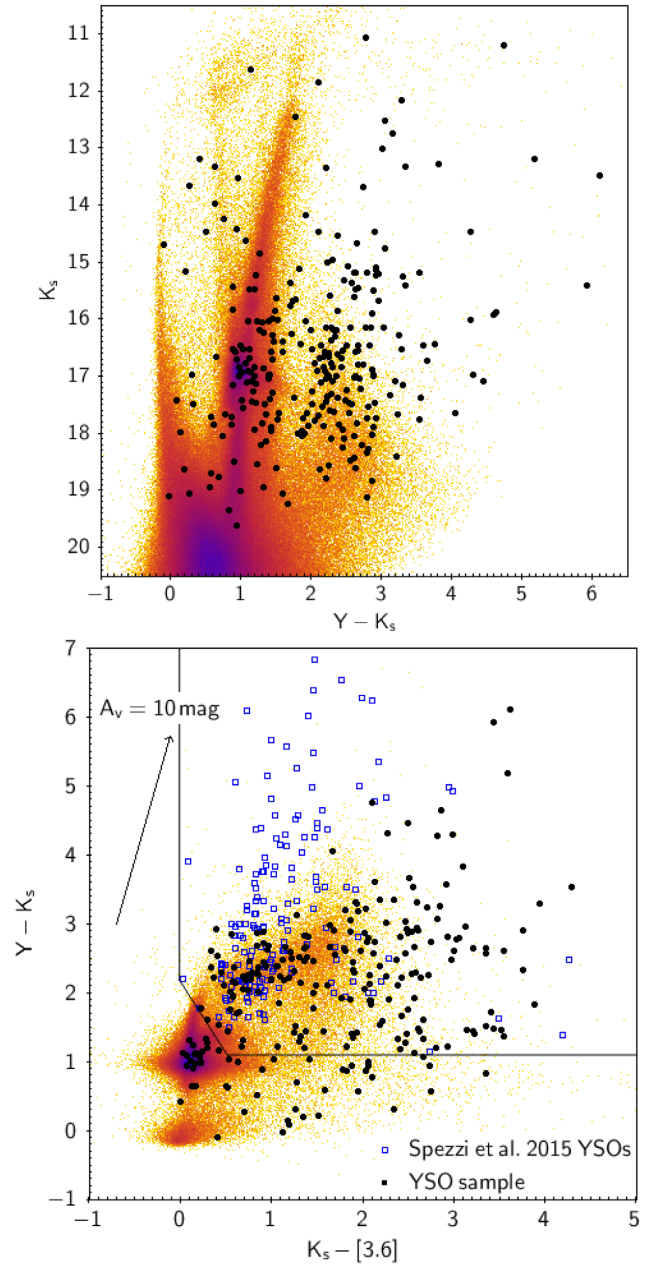 11
12
13
14
15
16
17
18
19
20
Kₛ
−1 0 1 2 3 4 5 6
Y − Kₛ
7
6
5
4
3
2
1
0
−1
Y − Kₛ
Aᵥ = 10 mag
Spezzi et al. 2015 YSOs
YSO sample
−1 0 1 2 3 4 5
Kₛ − [3.6]